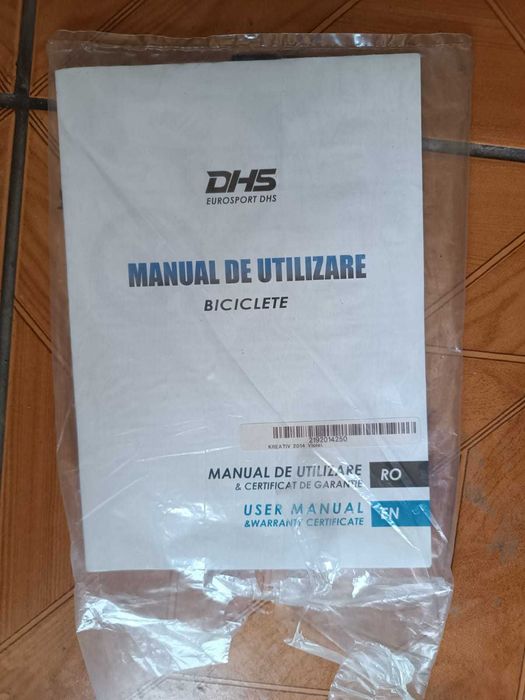 DHS
EUROSPORT DHS
MANUAL DE UTILIZARE
BICICLETE
2192014250
KREATIV 2014 Violet
MANUAL DE UTILIZARE RO
& CERTIFICAT DE GARANTIE
USER MANUAL EN
&WARRANTY CERTIFICATE